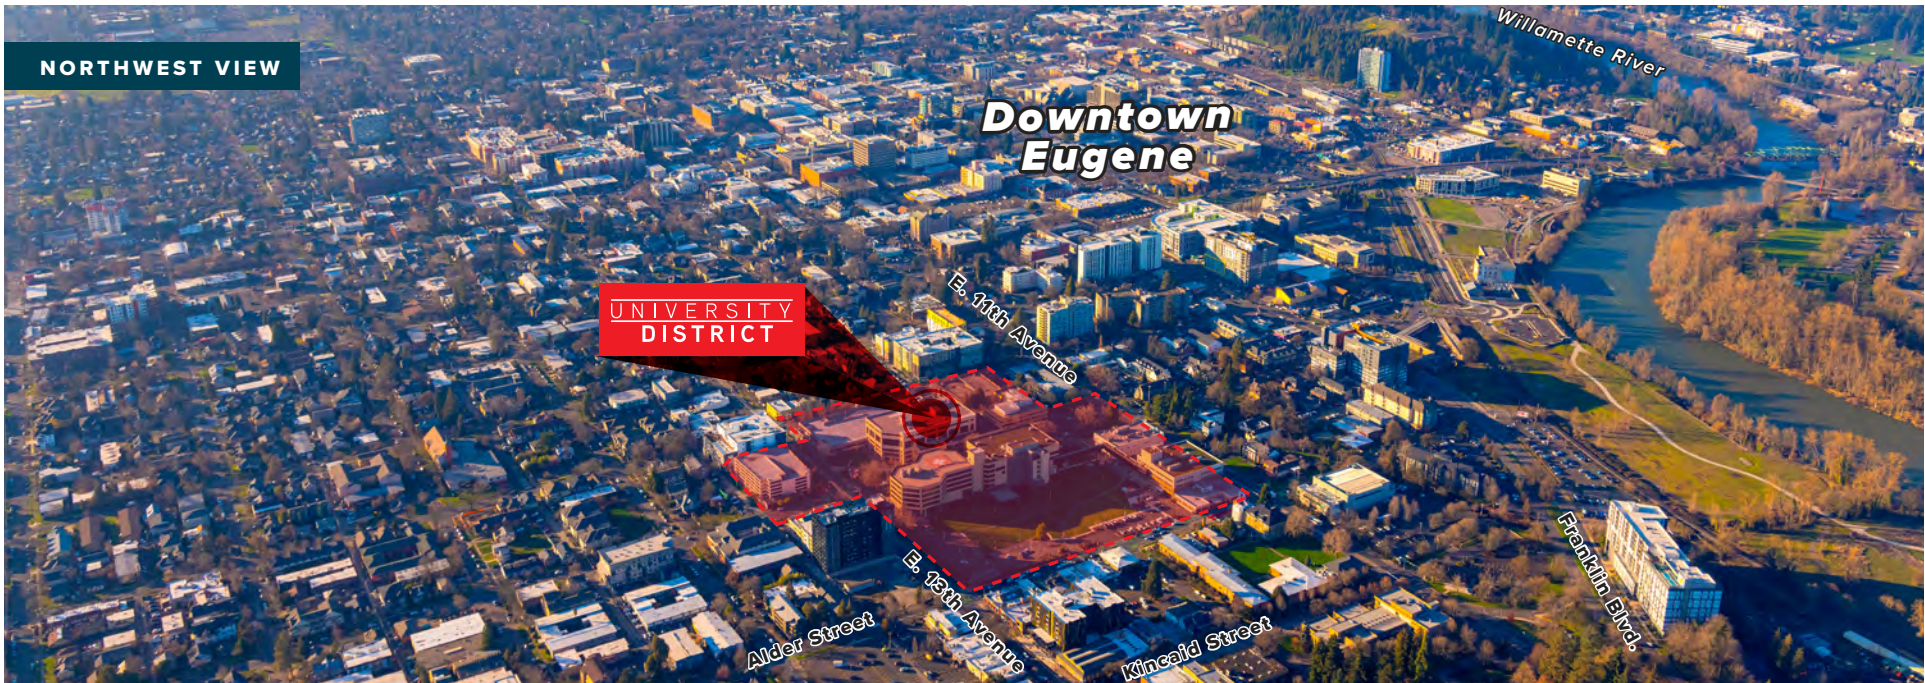 NORTHWEST VIEW
Willamette River
Downtown
Eugene
E. 11th Avenue
UNIVERSITY
DISTRICT
E. 13th Avenue
Alder Street
Kincaid Street
Franklin Blvd.